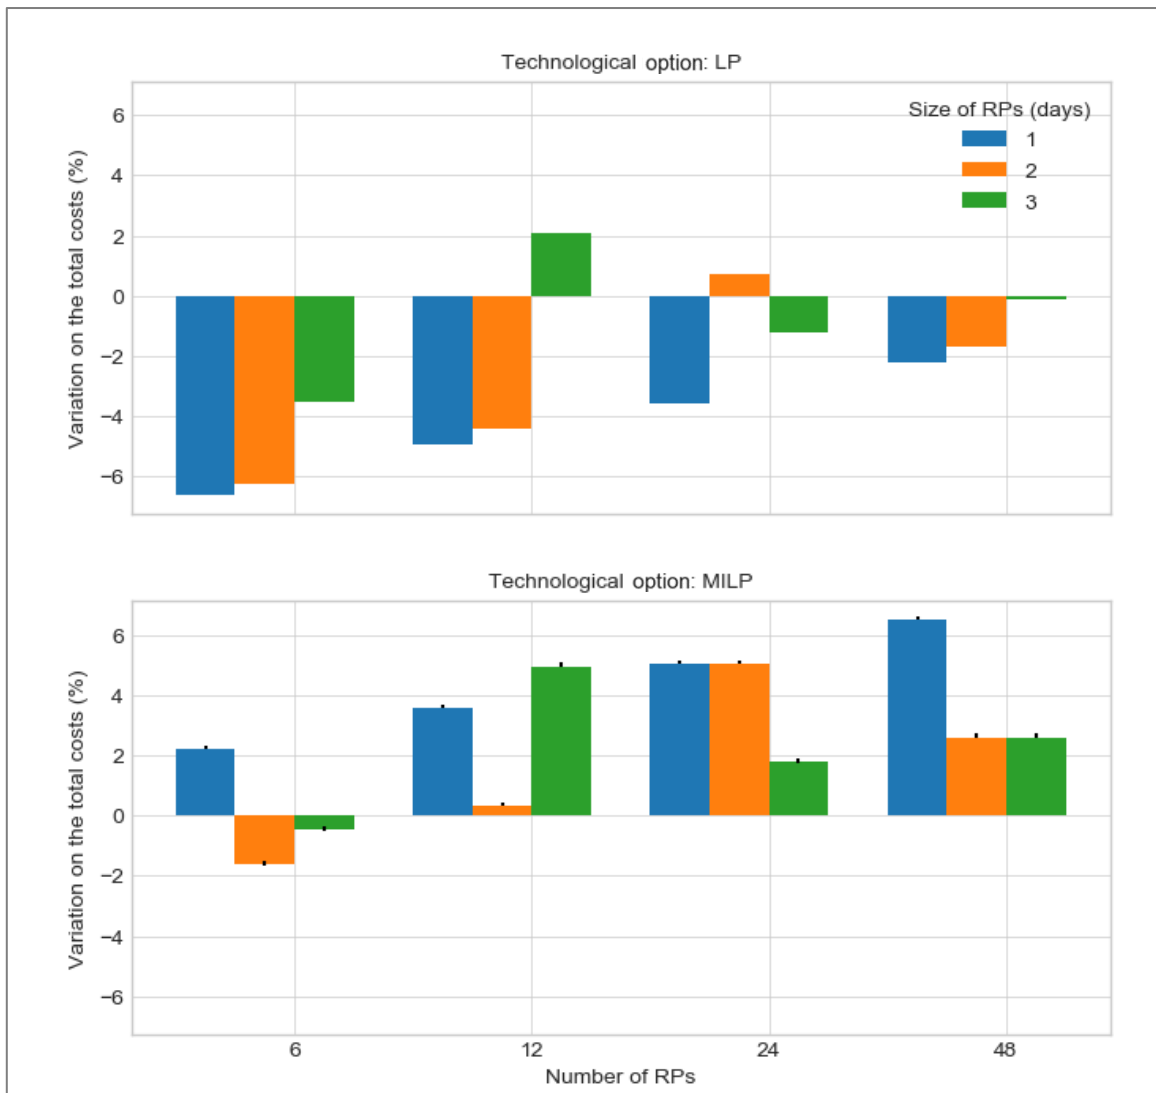 Technological option: LP
Variation on the total costs (%)
6
4
2
0
−2
−4
−6
Size of RPs (days)
1
2
3
Technological option: MILP
Variation on the total costs (%)
6
4
2
0
−2
−4
−6
6 12 24 48
Number of RPs